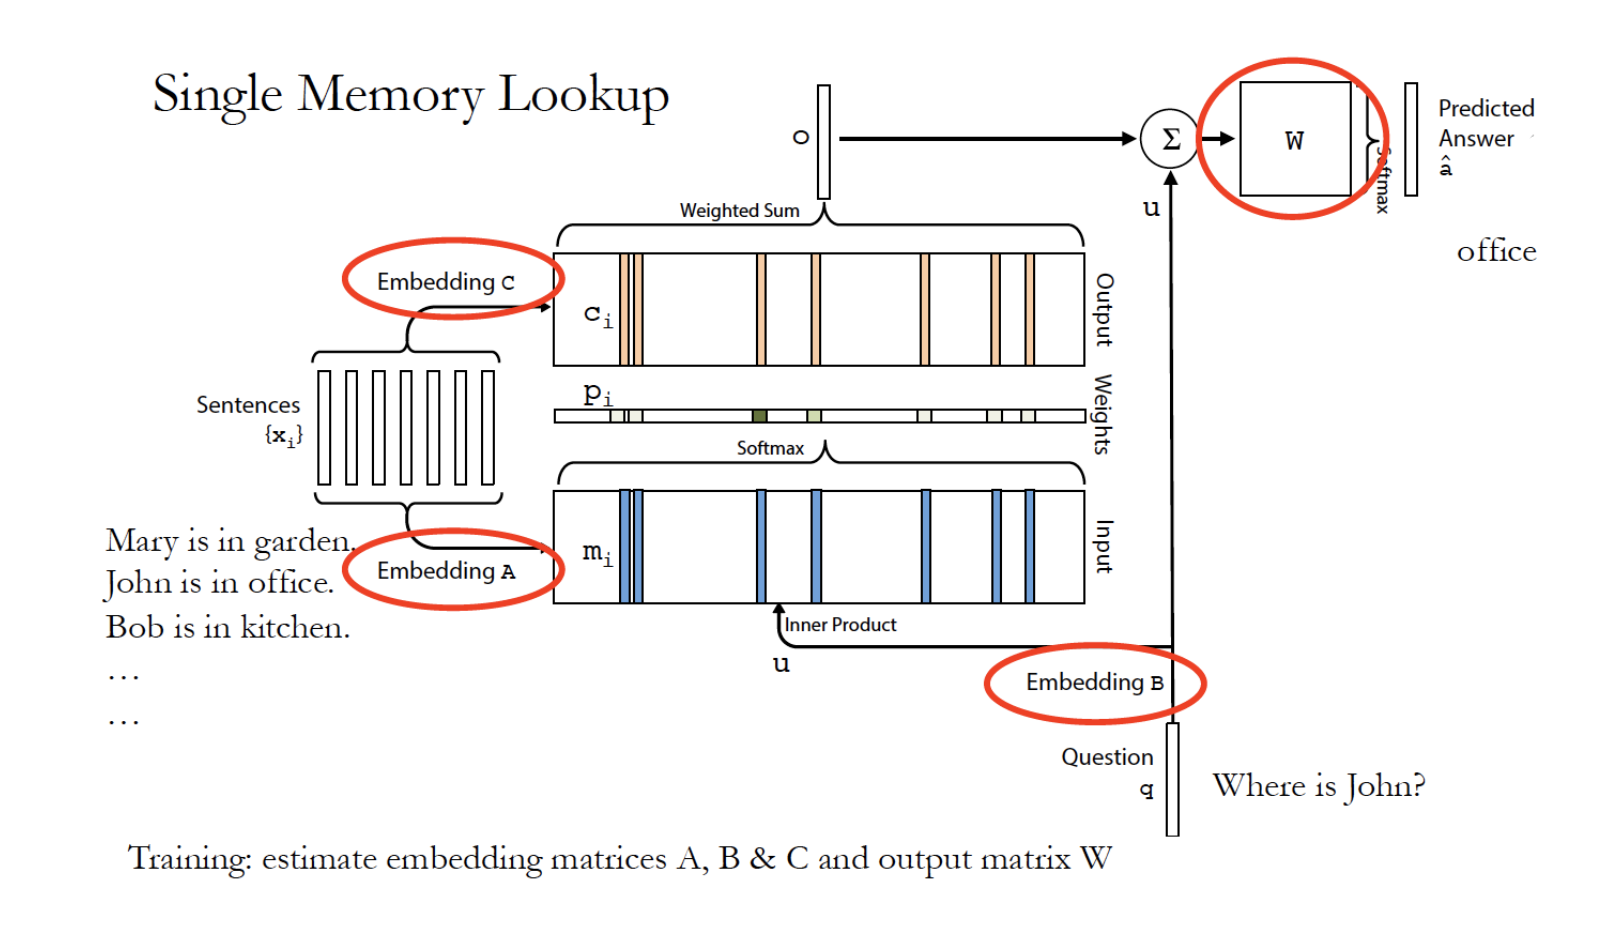 Single Memory Lookup
o
Σ
W
Softmax
Predicted
Answer
â
u
office
Weighted Sum
Embedding C
c_i
Output
Sentences
{x_i}
p_i
Weights
Softmax
Mary is in garden.
John is in office.
Bob is in kitchen.
…
…
Embedding A
m_i
Input
Inner Product
u
Embedding B
Question
q
Where is John?
Training: estimate embedding matrices A, B & C and output matrix W